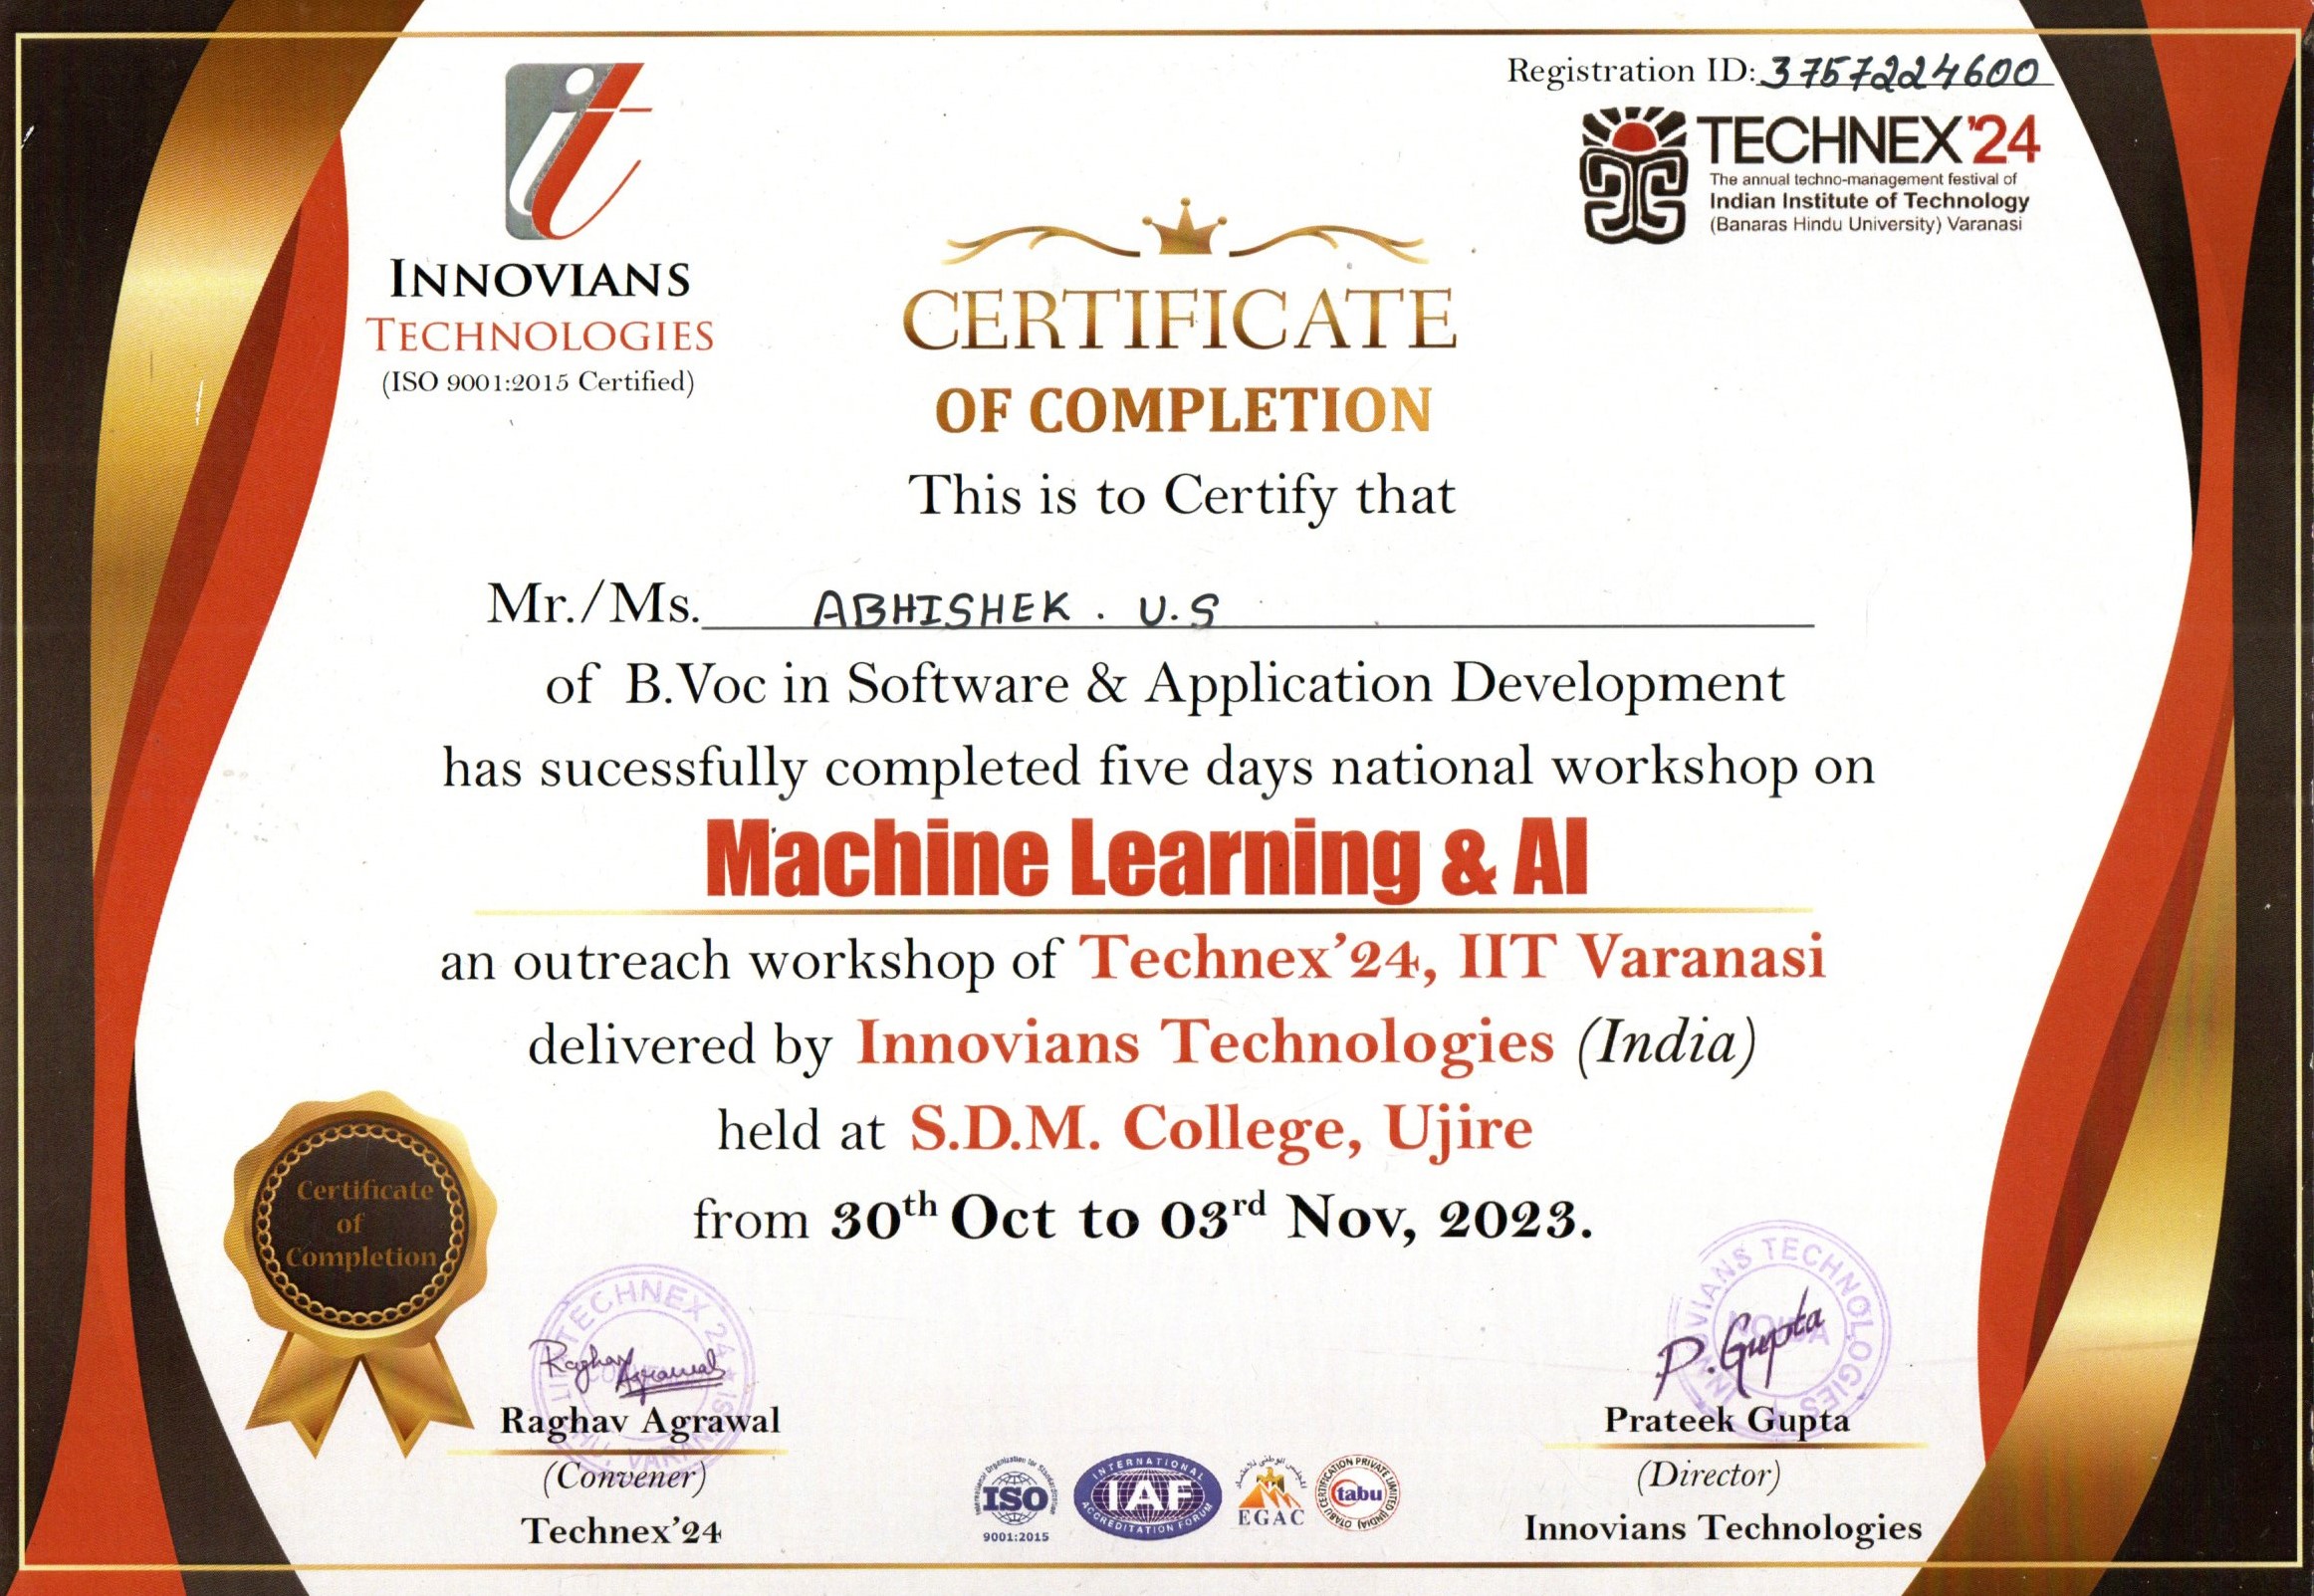 Registration ID: 3757224600
it
INNOVIANS
TECHNOLOGIES
(ISO 9001:2015 Certified)
TECHNEX'24
The annual techno-management festival of
Indian Institute of Technology
(Banaras Hindu University) Varanasi
CERTIFICATE
OF COMPLETION
This is to Certify that
Mr./Ms. ABHISHEK . U.S
of B.Voc in Software & Application Development
has sucessfully completed five days national workshop on
Machine Learning & AI
an outreach workshop of Technex'24, IIT Varanasi
delivered by Innovians Technologies (India)
held at S.D.M. College, Ujire
from 30th Oct to 03rd Nov, 2023.
Certificate
of
Completion
TECHNEX 24
Raghav Agrawal
Raghav Agrawal
(Convener)
Technex'24
ISO
9001:2015
INTERNATIONAL
IAF
ACCREDITATION FORUM
EGAC
tabu
INNOVIANS TECHNOLOGIES
NOIDA
P. Gupta
Prateek Gupta
(Director)
Innovians Technologies